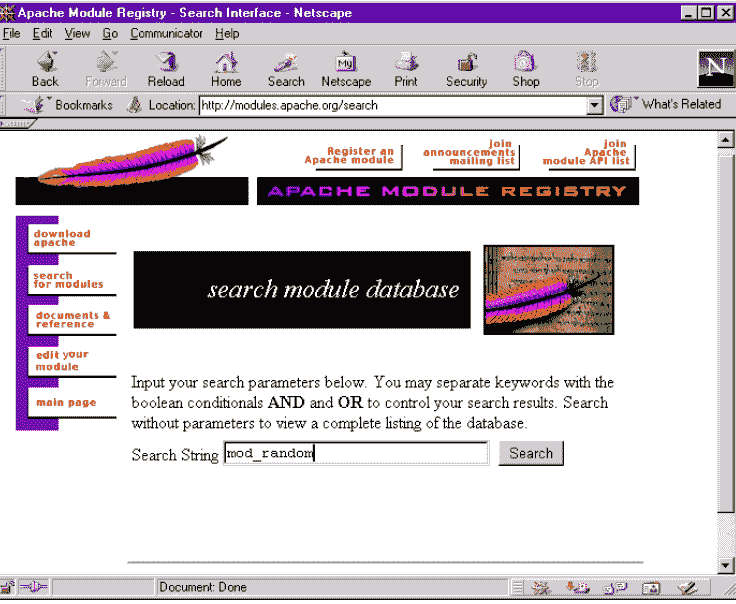 Apache Module Registry - Search Interface - Netscape
File Edit View Go Communicator Help
My
N
Back Forward Reload Home Search Netscape Print Security Shop Stop
Bookmarks Location: http://modules.apache.org/search What's Related
Register an
Apache module
join
announcements
mailing list
join
Apache
module API list
APACHE MODULE REGISTRY
download
apache
search
for modules
documents &
reference
edit your
module
main page
search module database
Input your search parameters below. You may separate keywords with the
boolean conditionals AND and OR to control your search results. Search
without parameters to view a complete listing of the database.
Search String mod_random Search
Document: Done